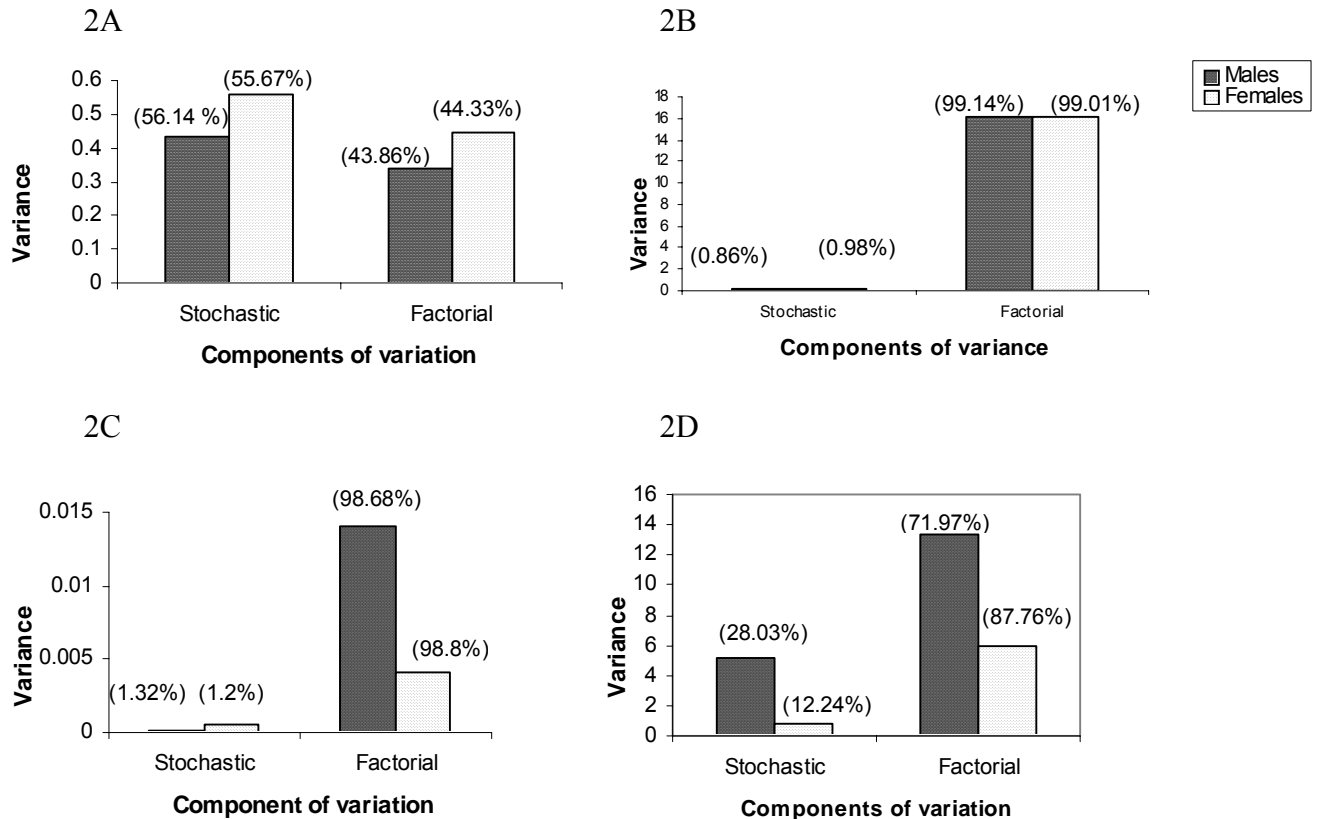 2A
0.6
0.5
0.4
0.3
0.2
0.1
0
Variance
(56.14 %)
(55.67%)
(43.86%)
(44.33%)
Stochastic
Factorial
Components of variation
2B
18
16
14
12
10
8
6
4
2
0
Variance
(0.86%)
(0.98%)
(99.14%)
(99.01%)
Stochastic
Factorial
Components of variance
Males
Females
2C
0.015
0.01
0.005
0
Variance
(1.32%)
(1.2%)
(98.68%)
(98.8%)
Stochastic
Factorial
Component of variation
2D
16
14
12
10
8
6
4
2
0
Variance
(28.03%)
(12.24%)
(71.97%)
(87.76%)
Stochastic
Factorial
Components of variation